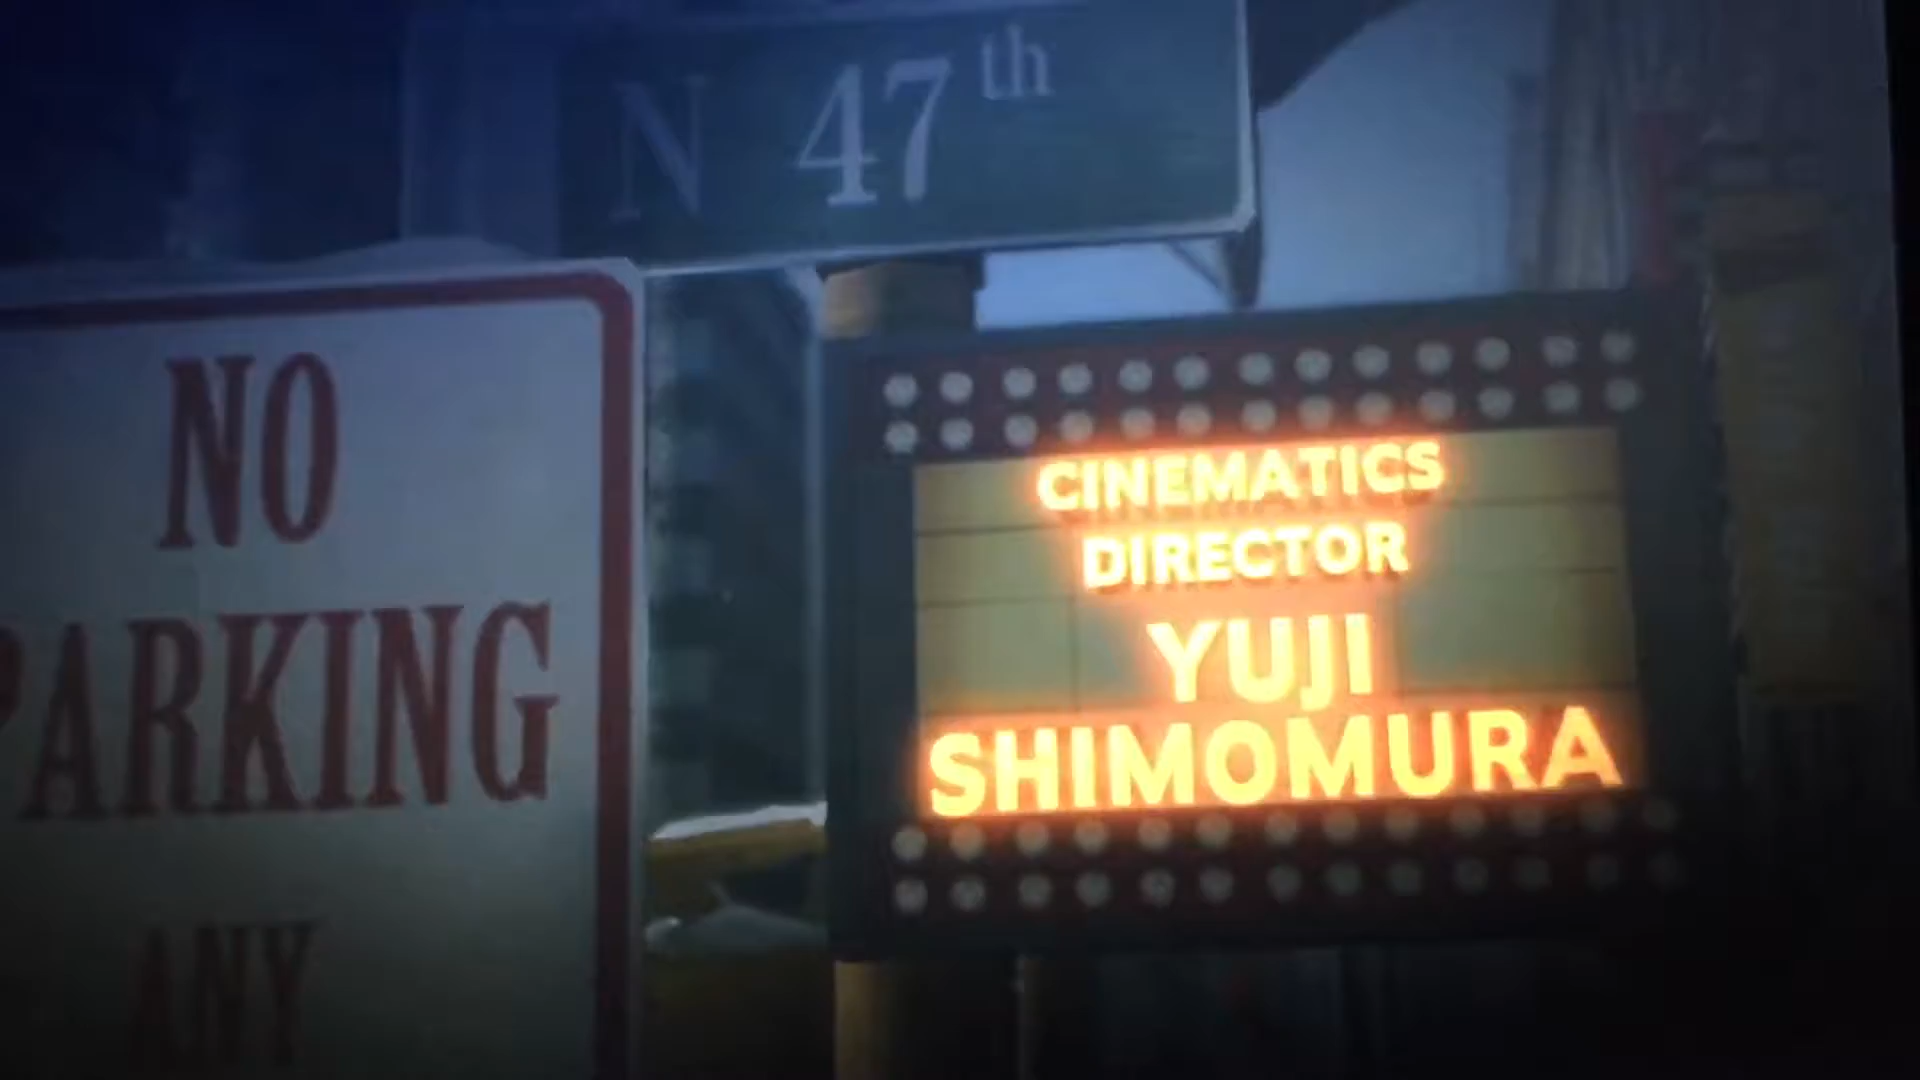 N 47th
NO
PARKING
ANY
CINEMATICS
DIRECTOR
YUJI
SHIMOMURA